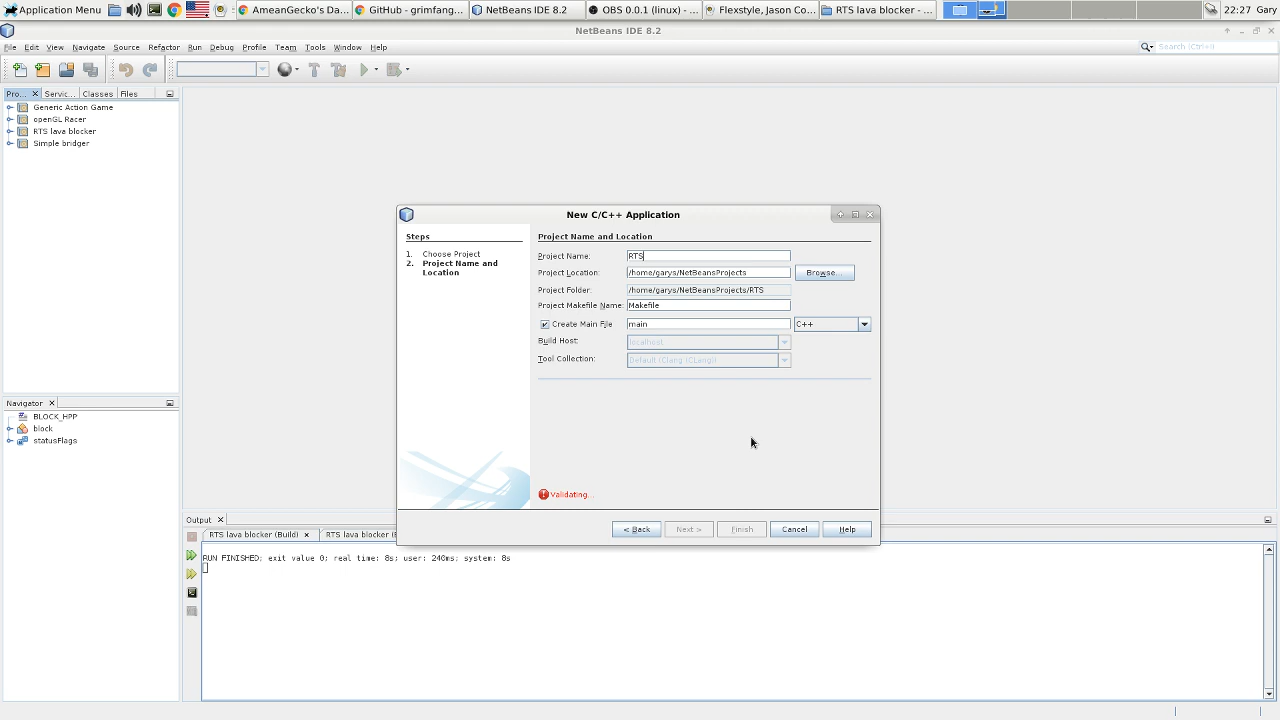 Application Menu AmeanGecko's Da... GitHub - grimfang... NetBeans IDE 8.2 OBS 0.0.1 (linux) - ... Flexstyle, Jason Co... RTS lava blocker - ... 22:27 Gary
NetBeans IDE 8.2
File Edit View Navigate Source Refactor Run Debug Profile Team Tools Window Help Search (Ctrl+I)
Pro... Servic... Classes Files
Generic Action Game
openGL Racer
RTS lava blocker
Simple bridger
New C/C++ Application
Steps
1. Choose Project
2. Project Name and
Location
Project Name and Location
Project Name: RTS
Project Location: /home/garys/NetBeansProjects Browse...
Project Folder: /home/garys/NetBeansProjects/RTS
Project Makefile Name: Makefile
Create Main File main C++
Build Host: localhost
Tool Collection: Default (Clang (CLang))
Validating...
< Back Next > Finish Cancel Help
Navigator
BLOCK_HPP
block
statusFlags
Output
RTS lava blocker (Build) RTS lava blocker (
RUN FINISHED; exit value 0; real time: 8s; user: 240ms; system: 8s